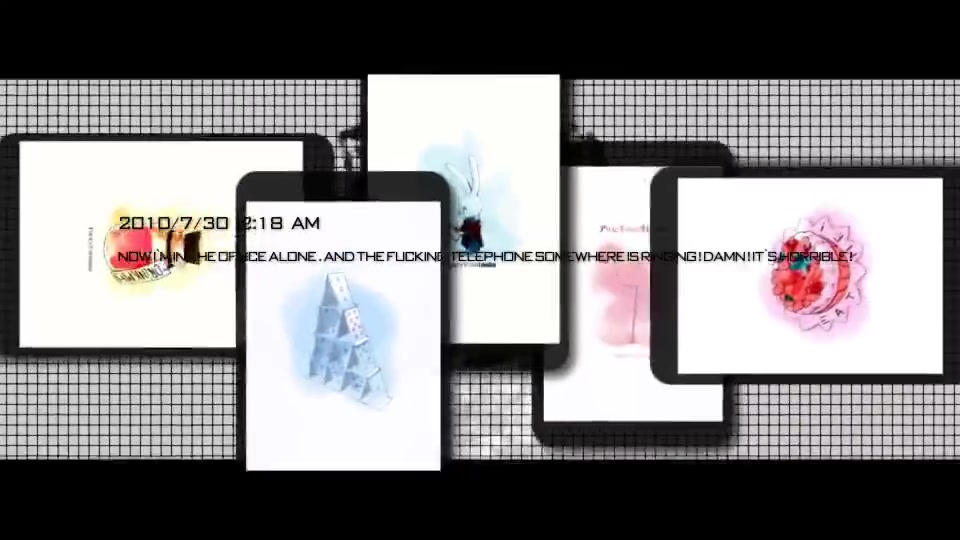 2010/7/30 2:18 AM
NOW I'M IN THE OFFICE ALONE. AND THE FUCKING TELEPHONE SOMEWHERE IS RINGING! DAMN! IT'S HORRIBLE!